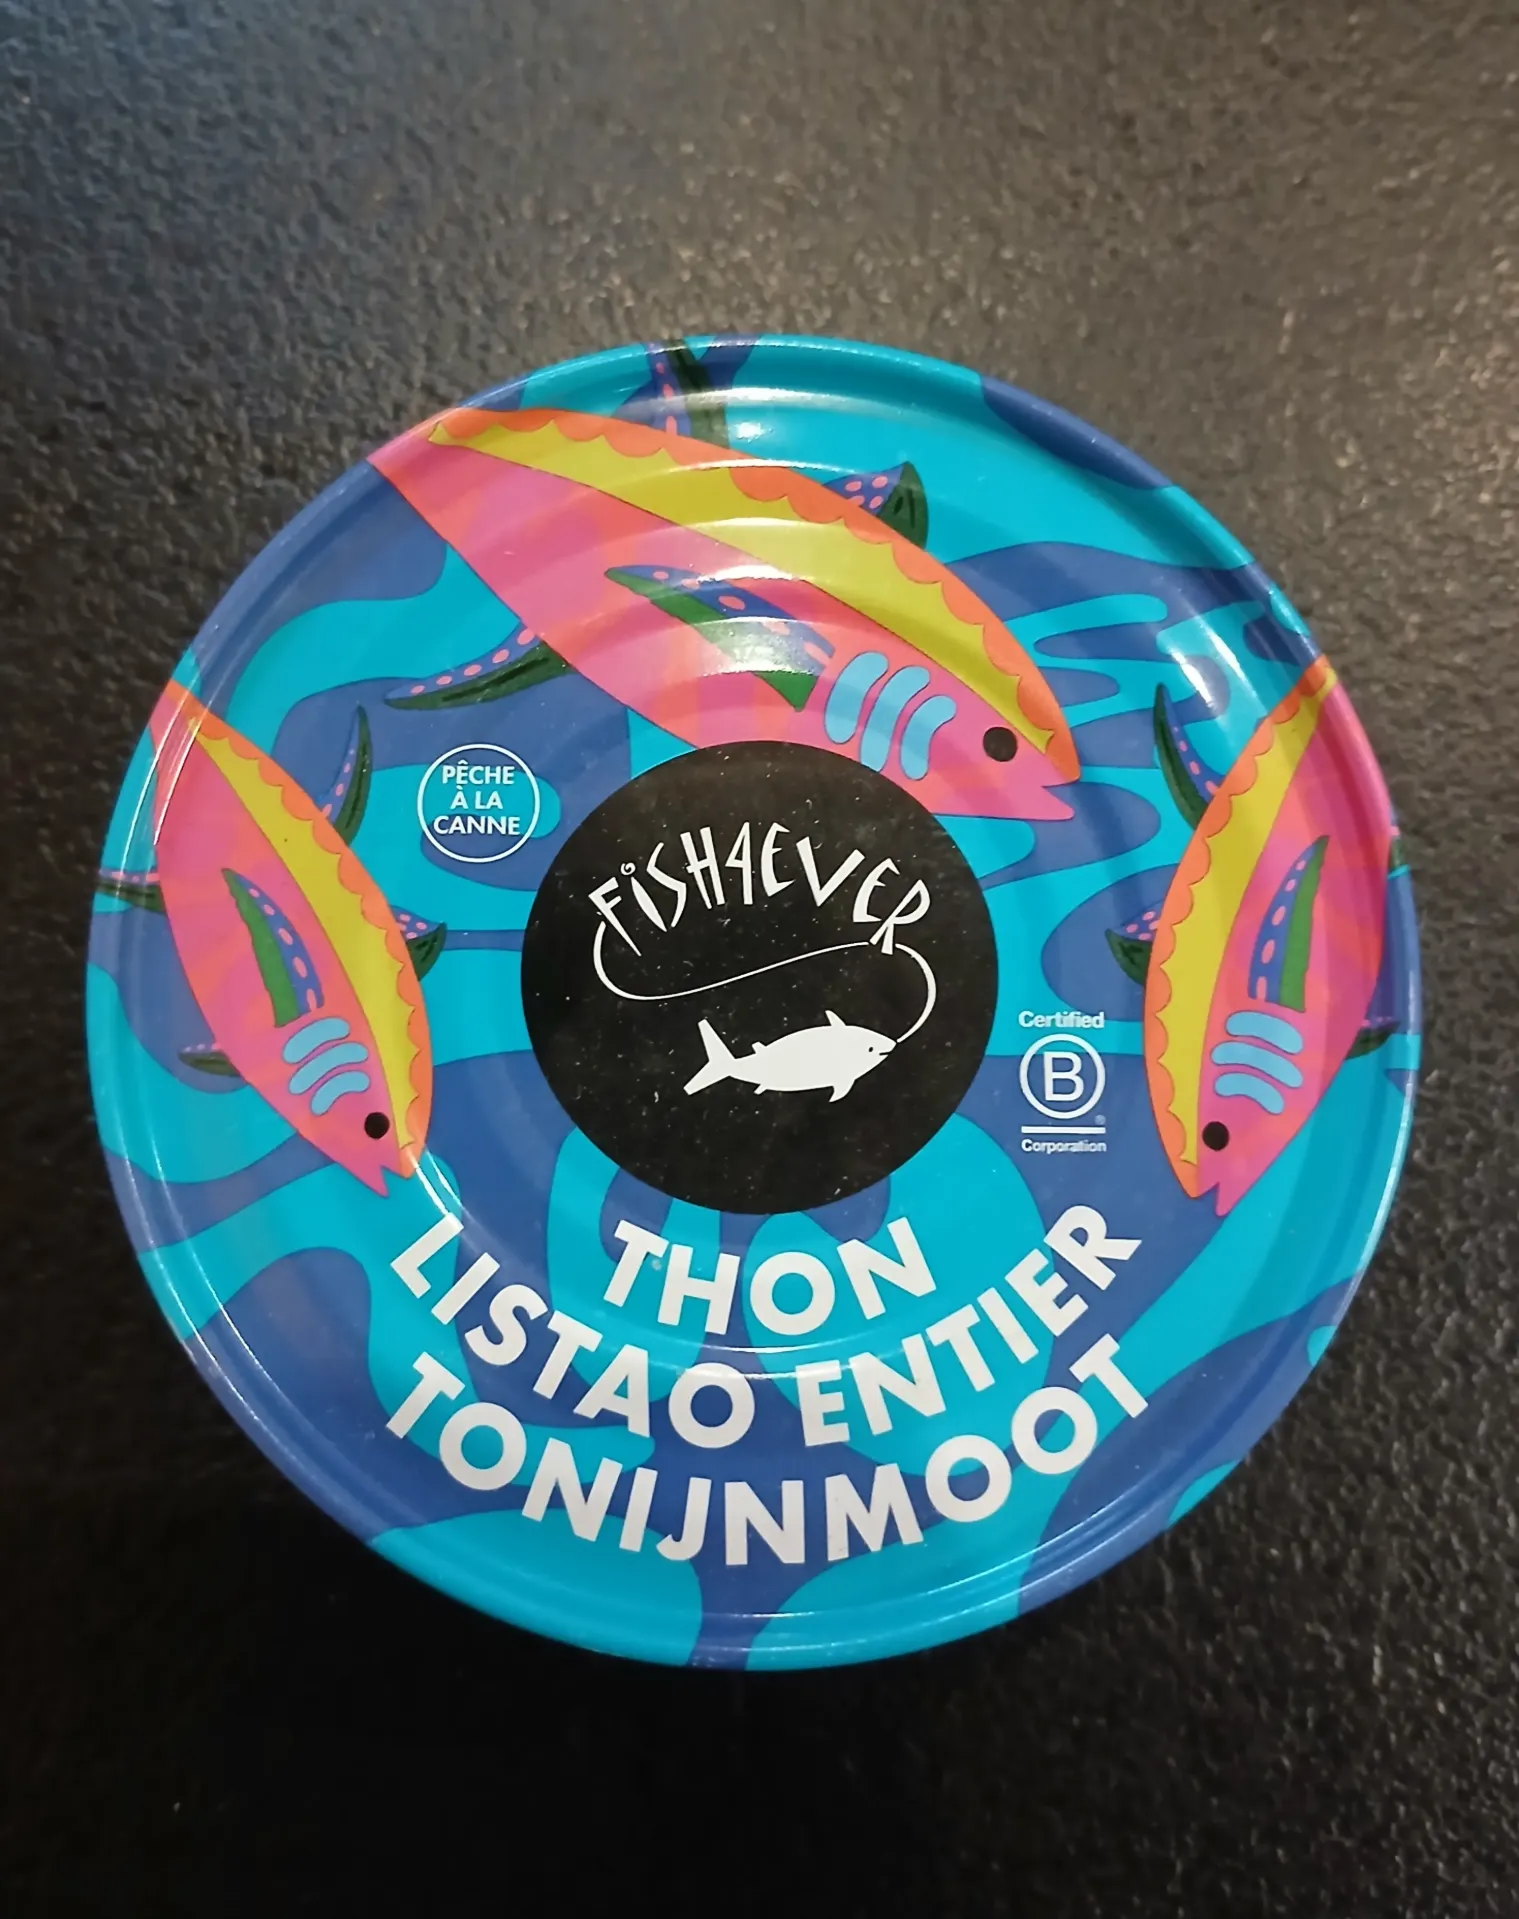 PÊCHE
À LA
CANNE
FiSH4EVER
Certified
B
®
Corporation
THON
LISTAO ENTIER
TONIJNMOOT